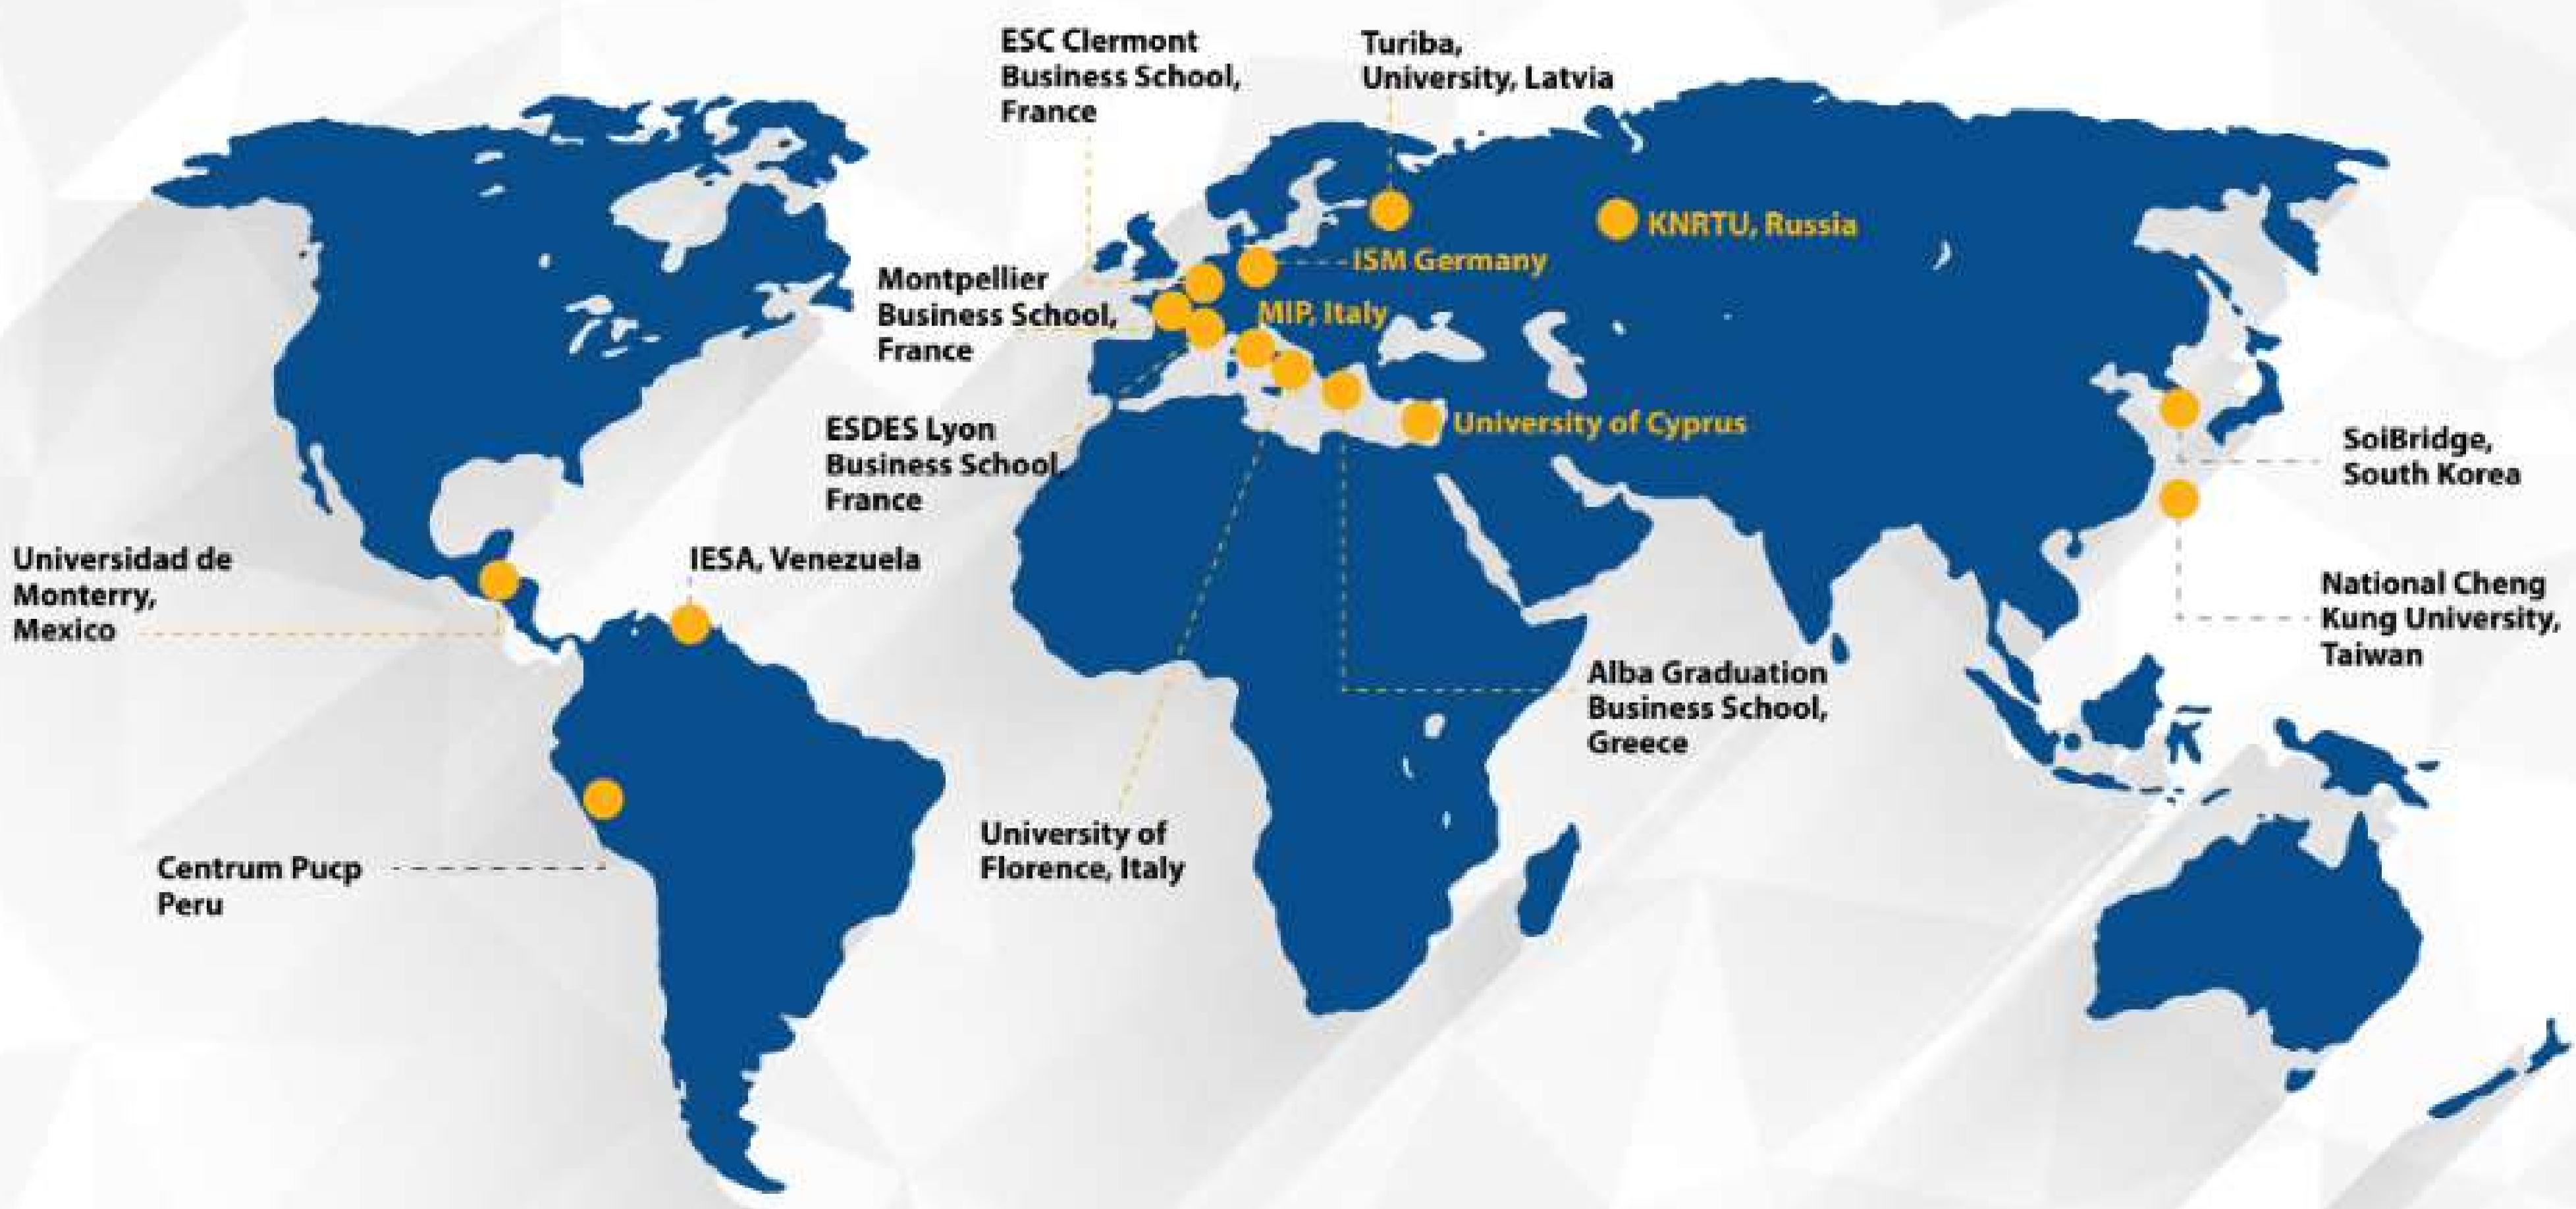 ESC Clermont
Business School,
France
Turiba,
University, Latvia
KNRTU, Russia
ISM Germany
Montpellier
Business School,
France
MIP, Italy
University of Cyprus
ESDES Lyon
Business School,
France
SoiBridge,
South Korea
Universidad de
Monterry,
Mexico
IESA, Venezuela
National Cheng
Kung University,
Taiwan
Alba Graduation
Business School,
Greece
University of
Florence, Italy
Centrum Pucp
Peru